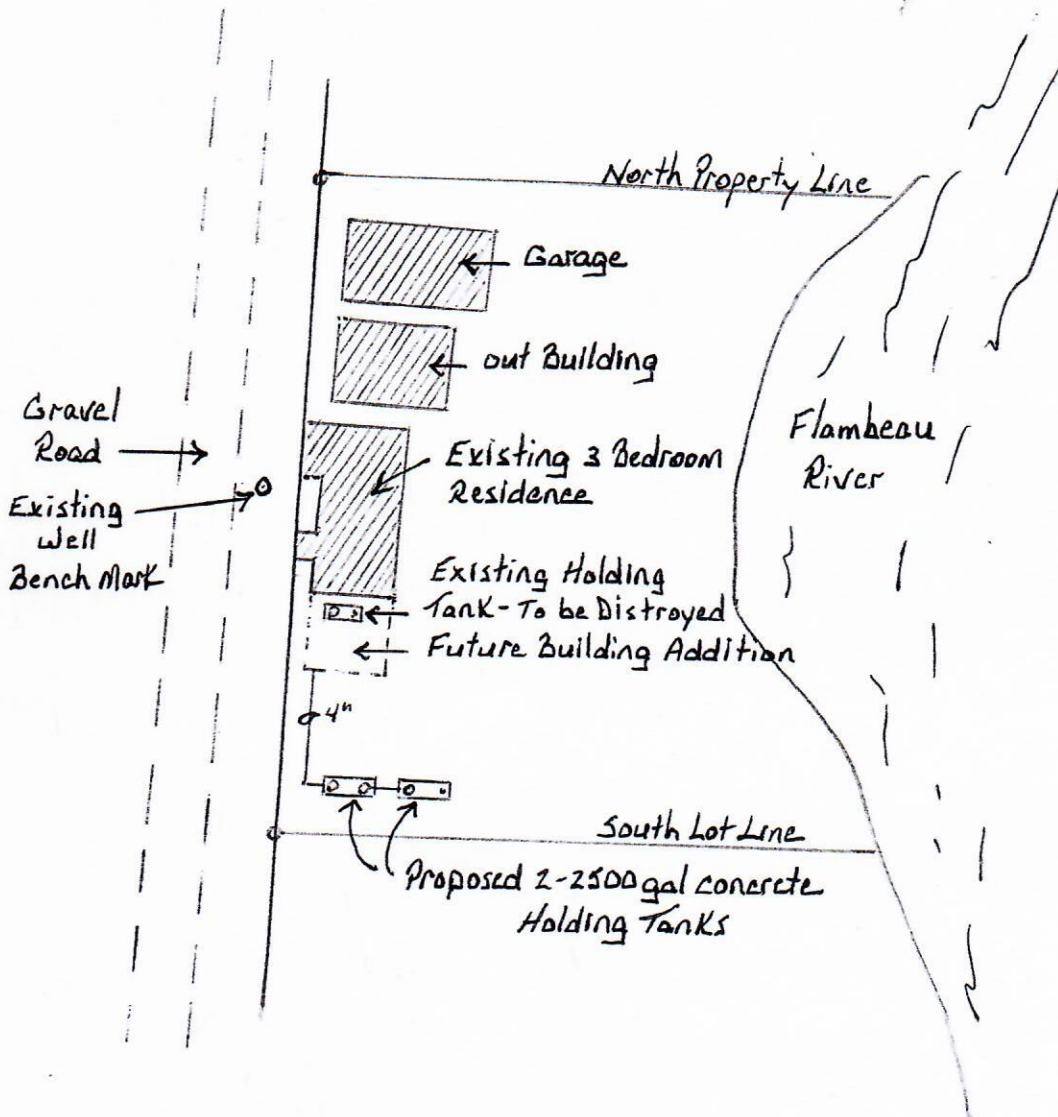 North Property Line
Garage
out Building
Gravel
Road
Existing 3 Bedroom
Residence
Flambeau
River
Existing
Well
Bench Mark
Existing Holding
Tank-To be Distroyed
Future Building Addition
4"
South Lot Line
Proposed 2-2500 gal concrete
Holding Tanks